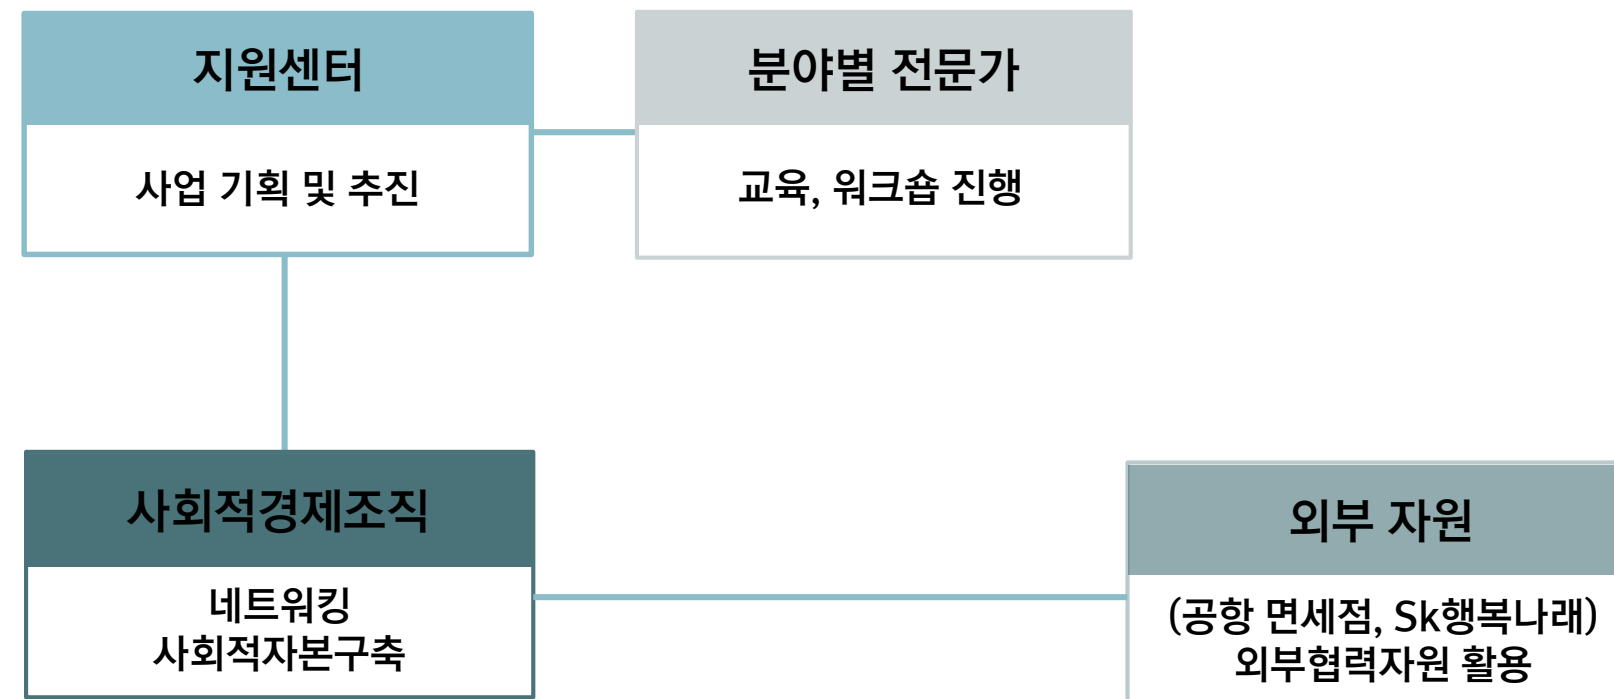 지원센터
사업 기획 및 추진
분야별 전문가
교육, 워크숍 진행
사회적경제조직
네트워킹
사회적자본구축
외부 자원
(공항 면세점, Sk행복나래)
외부협력자원 활용